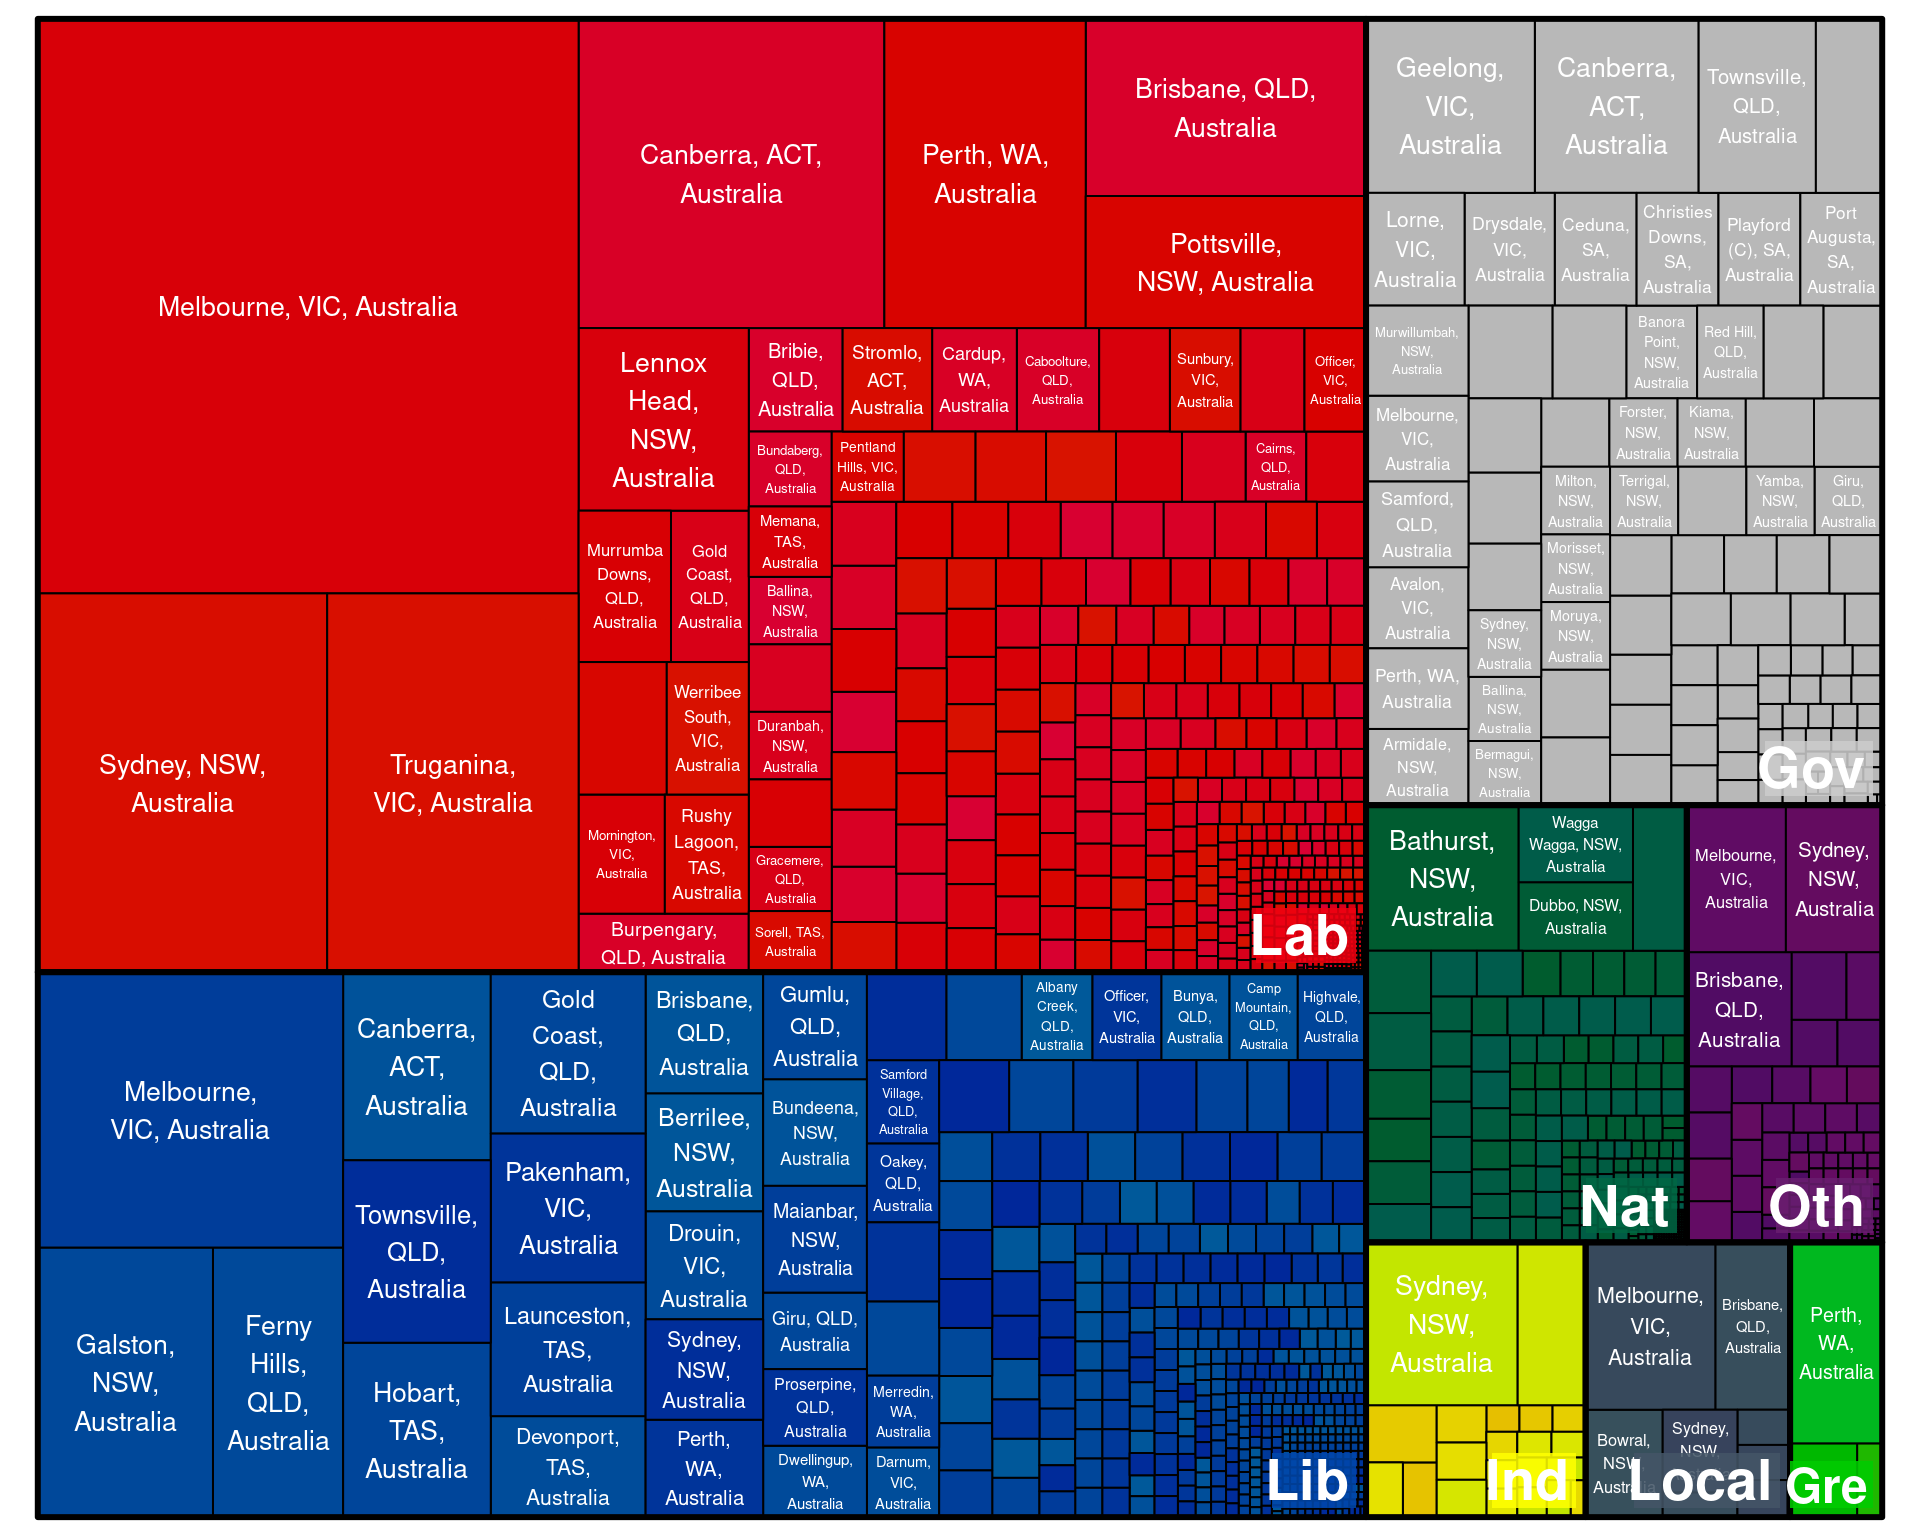 Melbourne, VIC, Australia
Sydney, NSW,
Australia
Truganina,
VIC, Australia
Canberra, ACT,
Australia
Perth, WA,
Australia
Brisbane, QLD,
Australia
Pottsville,
NSW, Australia
Lennox
Head,
NSW,
Australia
Murrumba
Downs,
QLD,
Australia
Gold
Coast,
QLD,
Australia
Werribee
South,
VIC,
Australia
Mornington,
VIC,
Australia
Rushy
Lagoon,
TAS,
Australia
Burpengary,
QLD, Australia
Bribie,
QLD,
Australia
Stromlo,
ACT,
Australia
Cardup,
WA,
Australia
Caboolture,
QLD,
Australia
Sunbury,
VIC,
Australia
Officer,
VIC,
Australia
Bundaberg,
QLD,
Australia
Pentland
Hills, VIC,
Australia
Cairns,
QLD,
Australia
Memana,
TAS,
Australia
Ballina,
NSW,
Australia
Duranbah,
NSW,
Australia
Gracemere,
QLD,
Australia
Sorell, TAS,
Australia
Lab
Geelong,
VIC,
Australia
Canberra,
ACT,
Australia
Townsville,
QLD,
Australia
Lorne,
VIC,
Australia
Drysdale,
VIC,
Australia
Ceduna,
SA,
Australia
Christies
Downs,
SA,
Australia
Playford
(C), SA,
Australia
Port
Augusta,
SA,
Australia
Murwillumbah,
NSW,
Australia
Banora
Point,
NSW,
Australia
Red Hill,
QLD,
Australia
Melbourne,
VIC,
Australia
Forster,
NSW,
Australia
Kiama,
NSW,
Australia
Samford,
QLD,
Australia
Milton,
NSW,
Australia
Terrigal,
NSW,
Australia
Yamba,
NSW,
Australia
Giru,
QLD,
Australia
Avalon,
VIC,
Australia
Morisset,
NSW,
Australia
Sydney,
NSW,
Australia
Moruya,
NSW,
Australia
Perth, WA,
Australia
Ballina,
NSW,
Australia
Armidale,
NSW,
Australia
Bermagui,
NSW,
Australia
Gov
Melbourne,
VIC, Australia
Galston,
NSW,
Australia
Ferny
Hills,
QLD,
Australia
Canberra,
ACT,
Australia
Townsville,
QLD,
Australia
Hobart,
TAS,
Australia
Gold
Coast,
QLD,
Australia
Pakenham,
VIC,
Australia
Launceston,
TAS,
Australia
Devonport,
TAS,
Australia
Brisbane,
QLD,
Australia
Berrilee,
NSW,
Australia
Drouin,
VIC,
Australia
Sydney,
NSW,
Australia
Perth,
WA,
Australia
Gumlu,
QLD,
Australia
Bundeena,
NSW,
Australia
Maianbar,
NSW,
Australia
Giru, QLD,
Australia
Proserpine,
QLD,
Australia
Dwellingup,
WA,
Australia
Albany
Creek,
QLD,
Australia
Officer,
VIC,
Australia
Bunya,
QLD,
Australia
Camp
Mountain,
QLD,
Australia
Highvale,
QLD,
Australia
Samford
Village,
QLD,
Australia
Oakey,
QLD,
Australia
Merredin,
WA,
Australia
Darnum,
VIC,
Australia
Lib
Bathurst,
NSW,
Australia
Wagga
Wagga, NSW,
Australia
Dubbo, NSW,
Australia
Nat
Melbourne,
VIC,
Australia
Sydney,
NSW,
Australia
Brisbane,
QLD,
Australia
Oth
Sydney,
NSW,
Australia
Ind
Melbourne,
VIC,
Australia
Brisbane,
QLD,
Australia
Bowral,
NSW,
Australia
Sydney,
NSW,
Local
Perth,
WA,
Australia
Gre